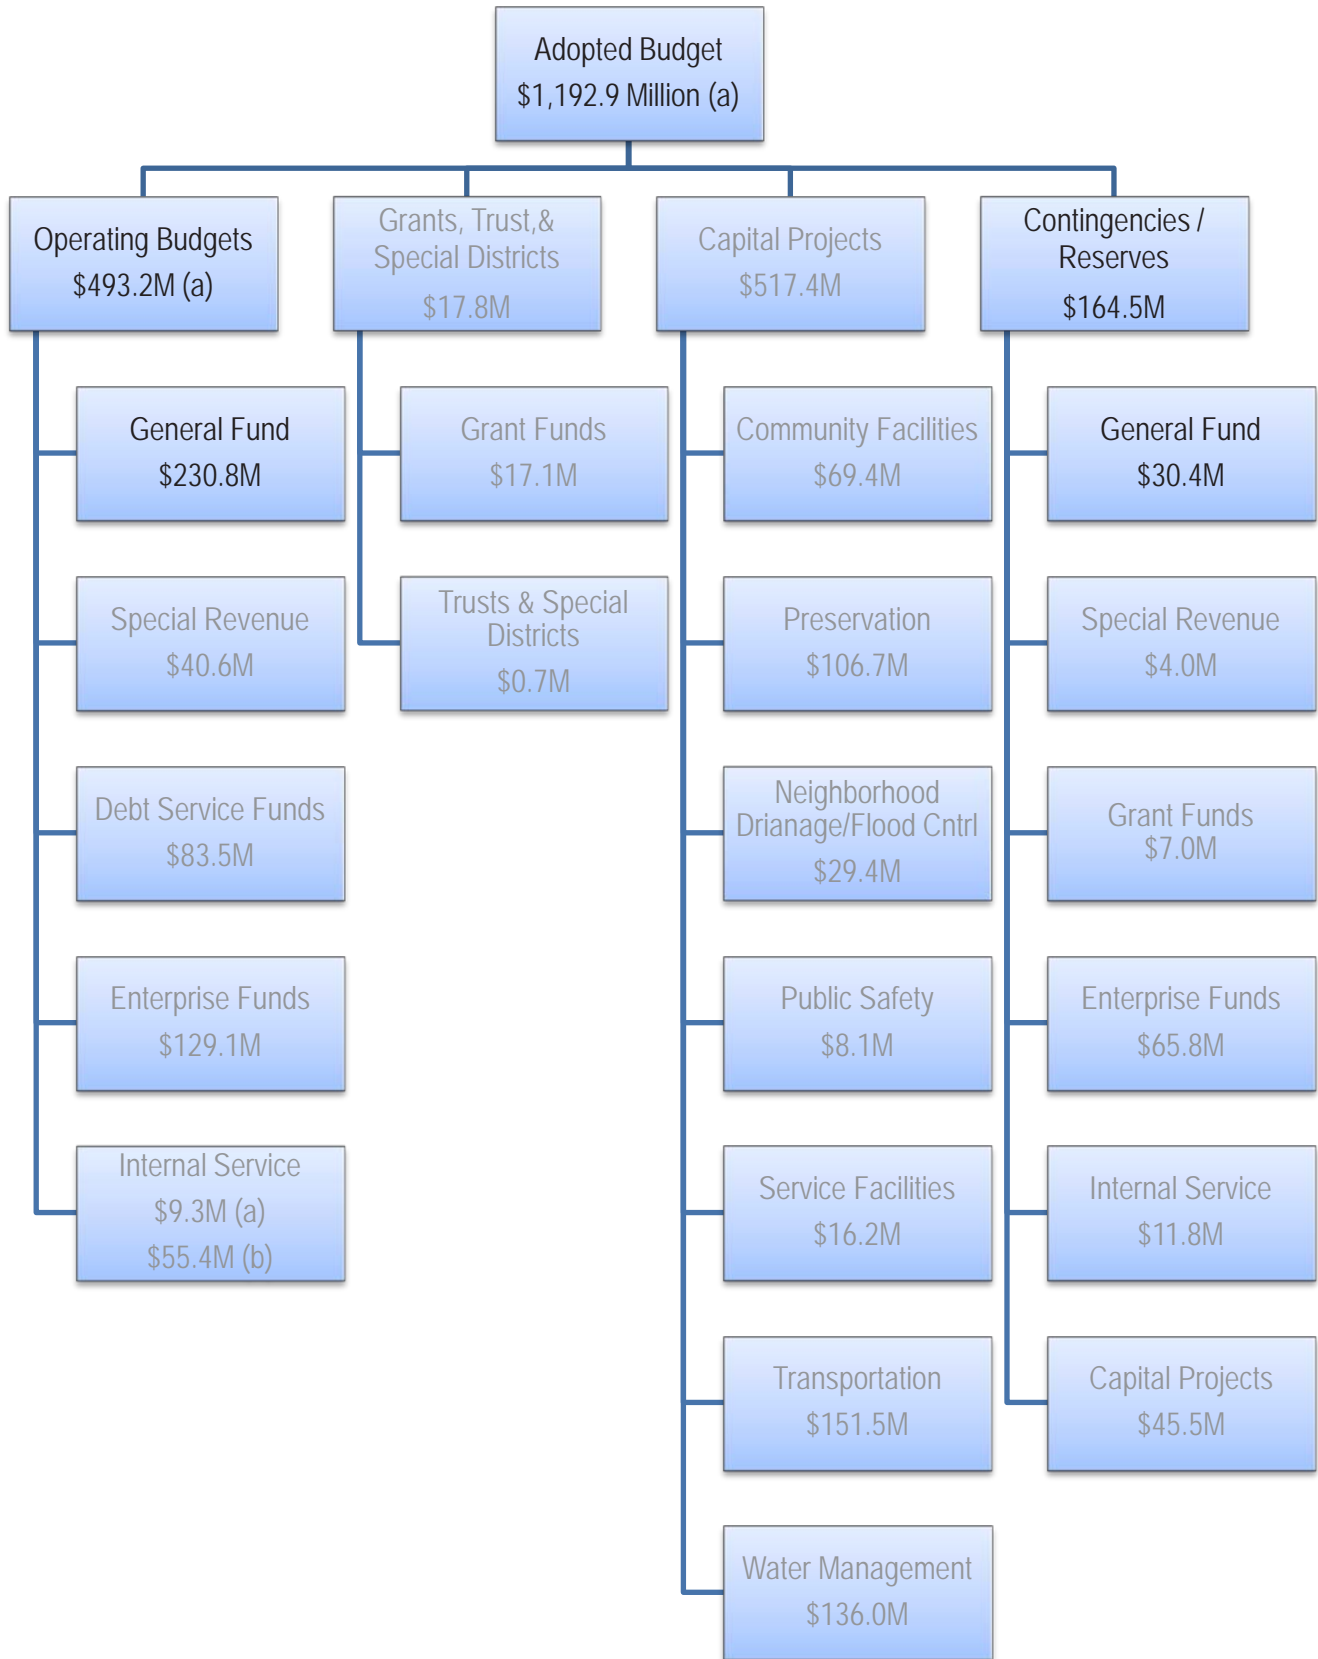 Adopted Budget
$1,192.9 Million (a)
Operating Budgets
$493.2M (a)
General Fund
$230.8M
Special Revenue
$40.6M
Debt Service Funds
$83.5M
Enterprise Funds
$129.1M
Internal Service
$9.3M (a)
$55.4M (b)
Grants, Trust,&
Special Districts
$17.8M
Grant Funds
$17.1M
Trusts & Special
Districts
$0.7M
Capital Projects
$517.4M
Community Facilities
$69.4M
Preservation
$106.7M
Neighborhood
Drianage/Flood Cntrl
$29.4M
Public Safety
$8.1M
Service Facilities
$16.2M
Transportation
$151.5M
Water Management
$136.0M
Contingencies /
Reserves
$164.5M
General Fund
$30.4M
Special Revenue
$4.0M
Grant Funds
$7.0M
Enterprise Funds
$65.8M
Internal Service
$11.8M
Capital Projects
$45.5M